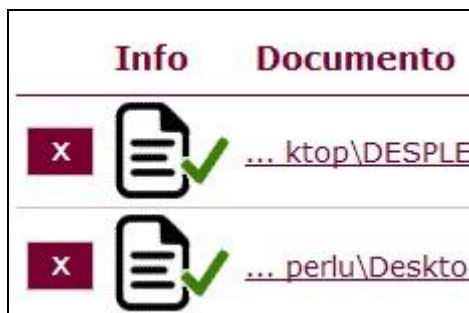 Info Documento
X ... ktop\DESPLE
X ... perlu\Deskto